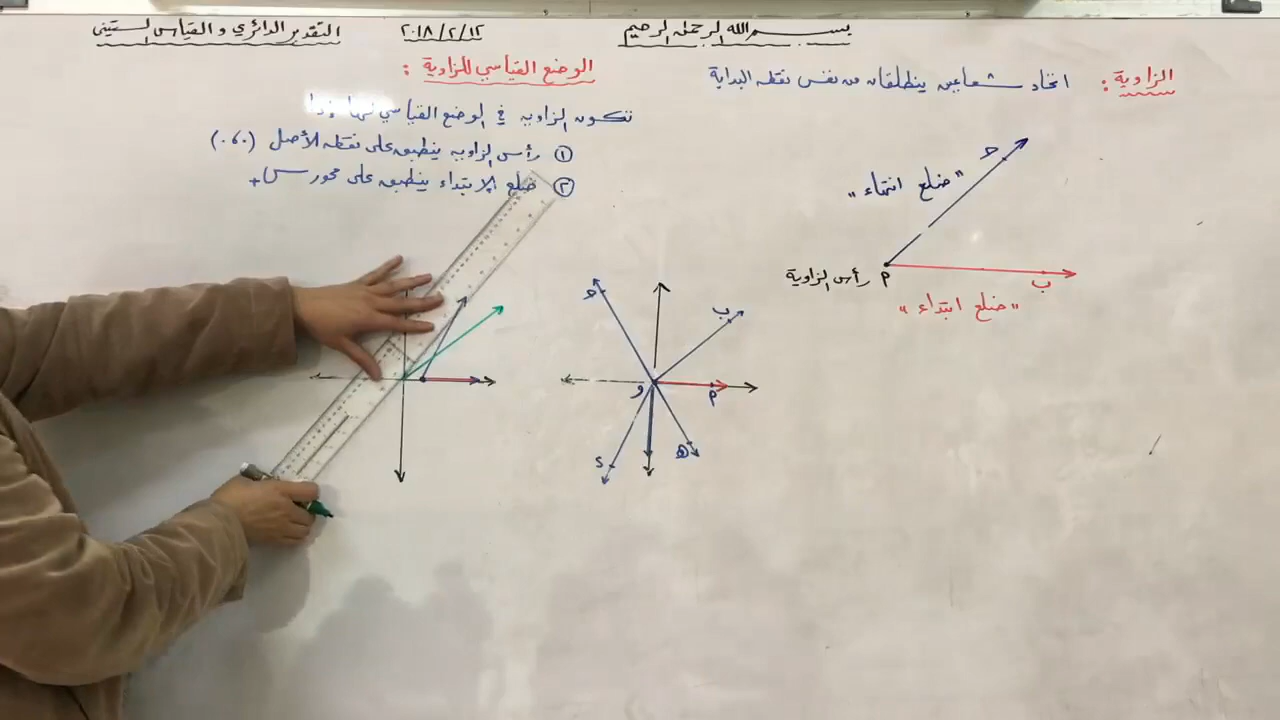 بسم الله الرحمن الرحيم
٢٠١٨/٢/١٢
التقدير الدائري و القياس الستيني
الزاوية :
اتحاد شعاعين ينطلقان من نفس نقطة البداية
ح
"ضلع انتهاء"
م رأس الزاوية
ب
"ضلع ابتداء"
الوضع القياسي للزاوية :
تتكون الزاوية في الوضع القياسي فيها إذا
① رأس الزاوية ينطبق على نقطة الأصل (٠،٠)
② ضلع الابتداء ينطبق على محور س+
ح
ب
و
م
د
هـ